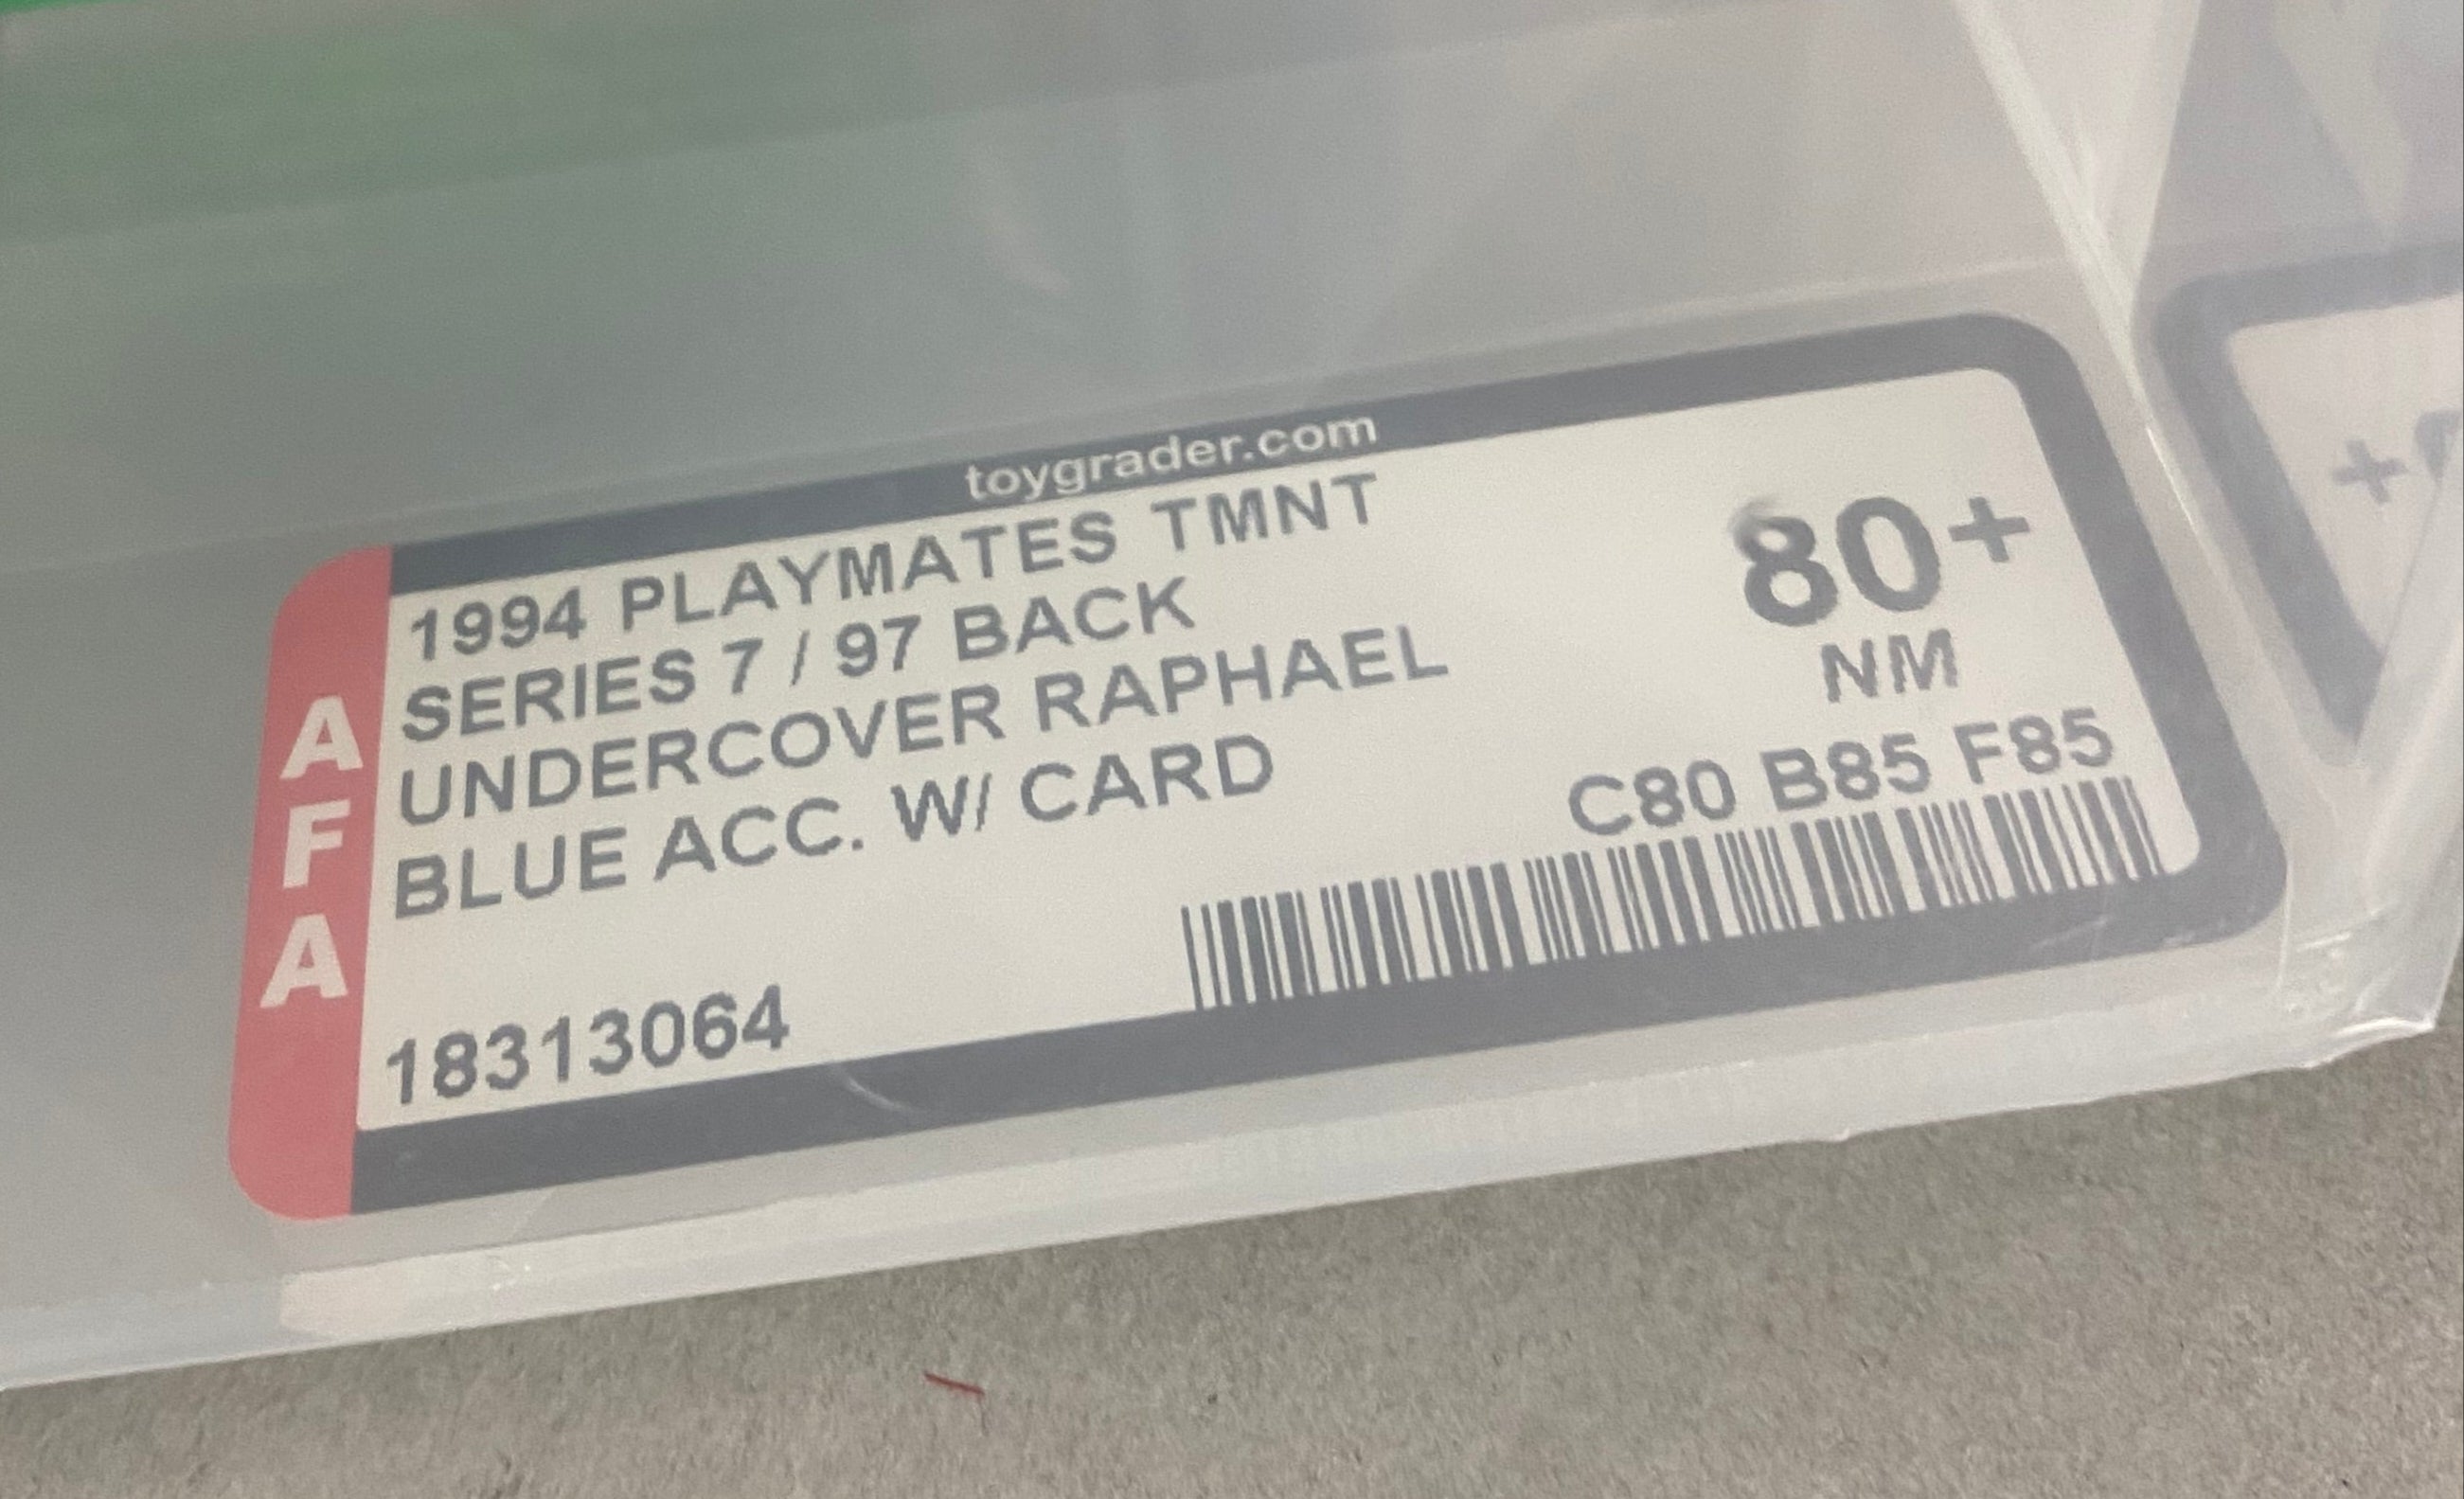 toygrader.com
1994 PLAYMATES TMNT
SERIES 7 / 97 BACK
UNDERCOVER RAPHAEL
BLUE ACC. W/ CARD
80+
NM
C80 B85 F85
18313064
AFA